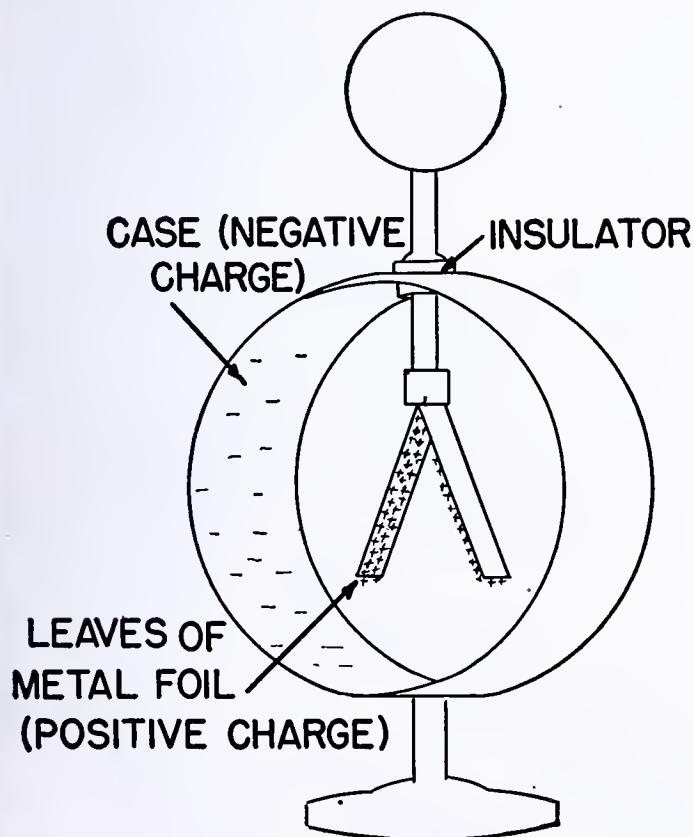 CASE (NEGATIVE
CHARGE)
INSULATOR
LEAVES OF
METAL FOIL
(POSITIVE CHARGE)